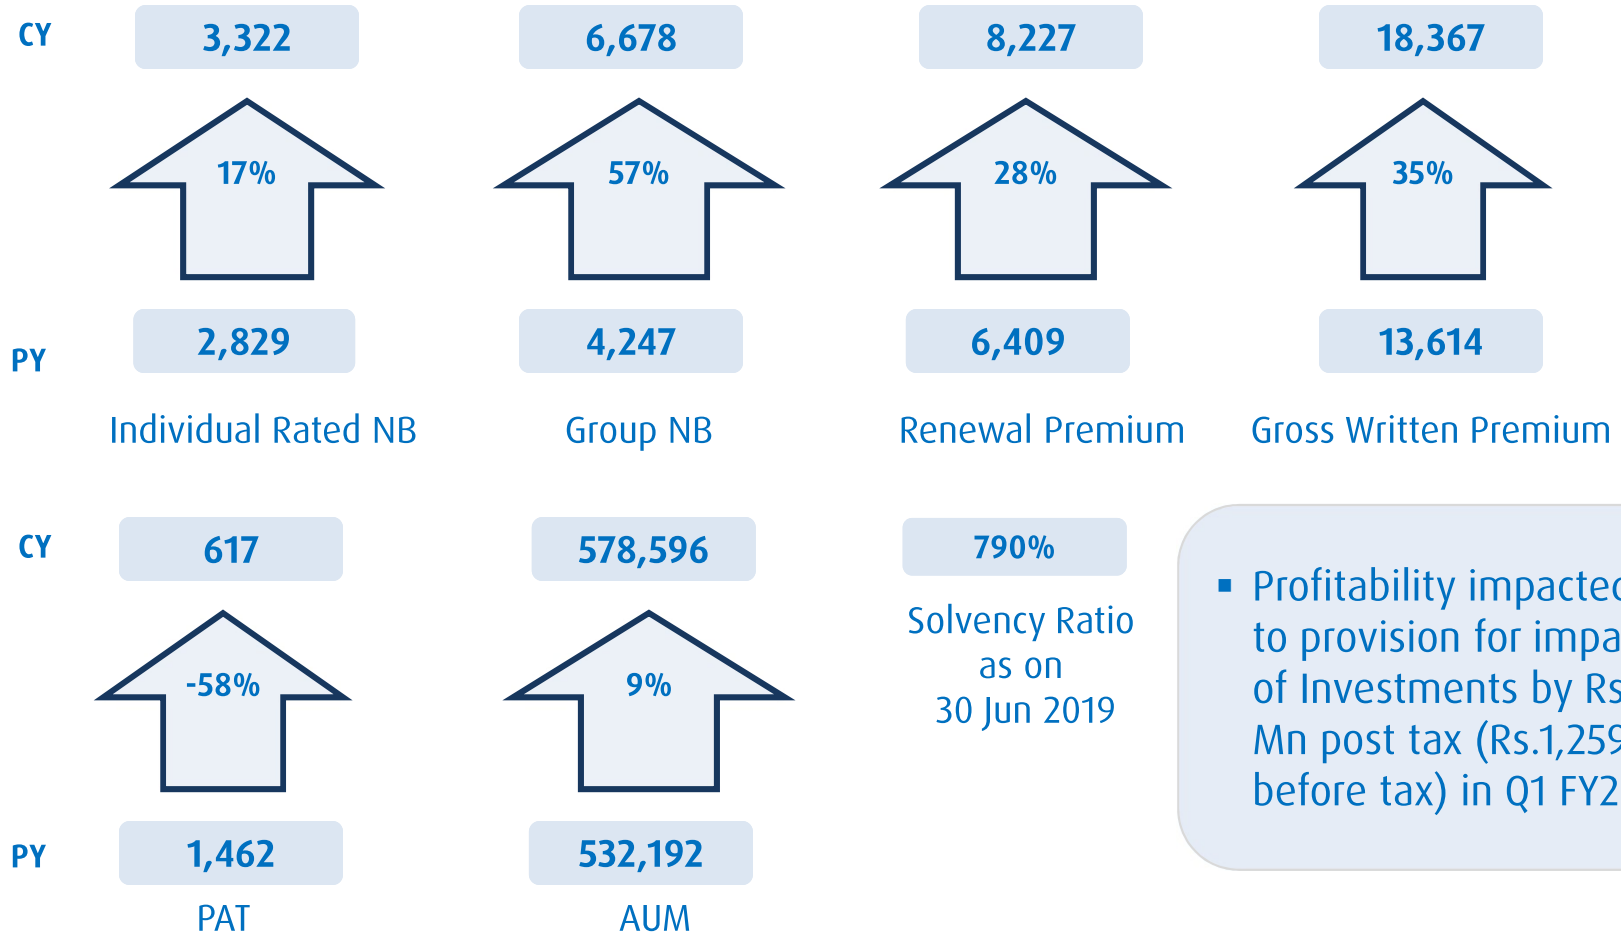 CY
3,322
6,678
8,227
18,367
17%
57%
28%
35%
PY
2,829
4,247
6,409
13,614
Individual Rated NB
Group NB
Renewal Premium
Gross Written Premium
CY
617
578,596
790%
-58%
9%
Solvency Ratio
as on
30 Jun 2019
PY
1,462
532,192
PAT
AUM
▪ Profitability
to provision for
of Investments by
Mn post tax (Rs.1,259
before tax) in Q1